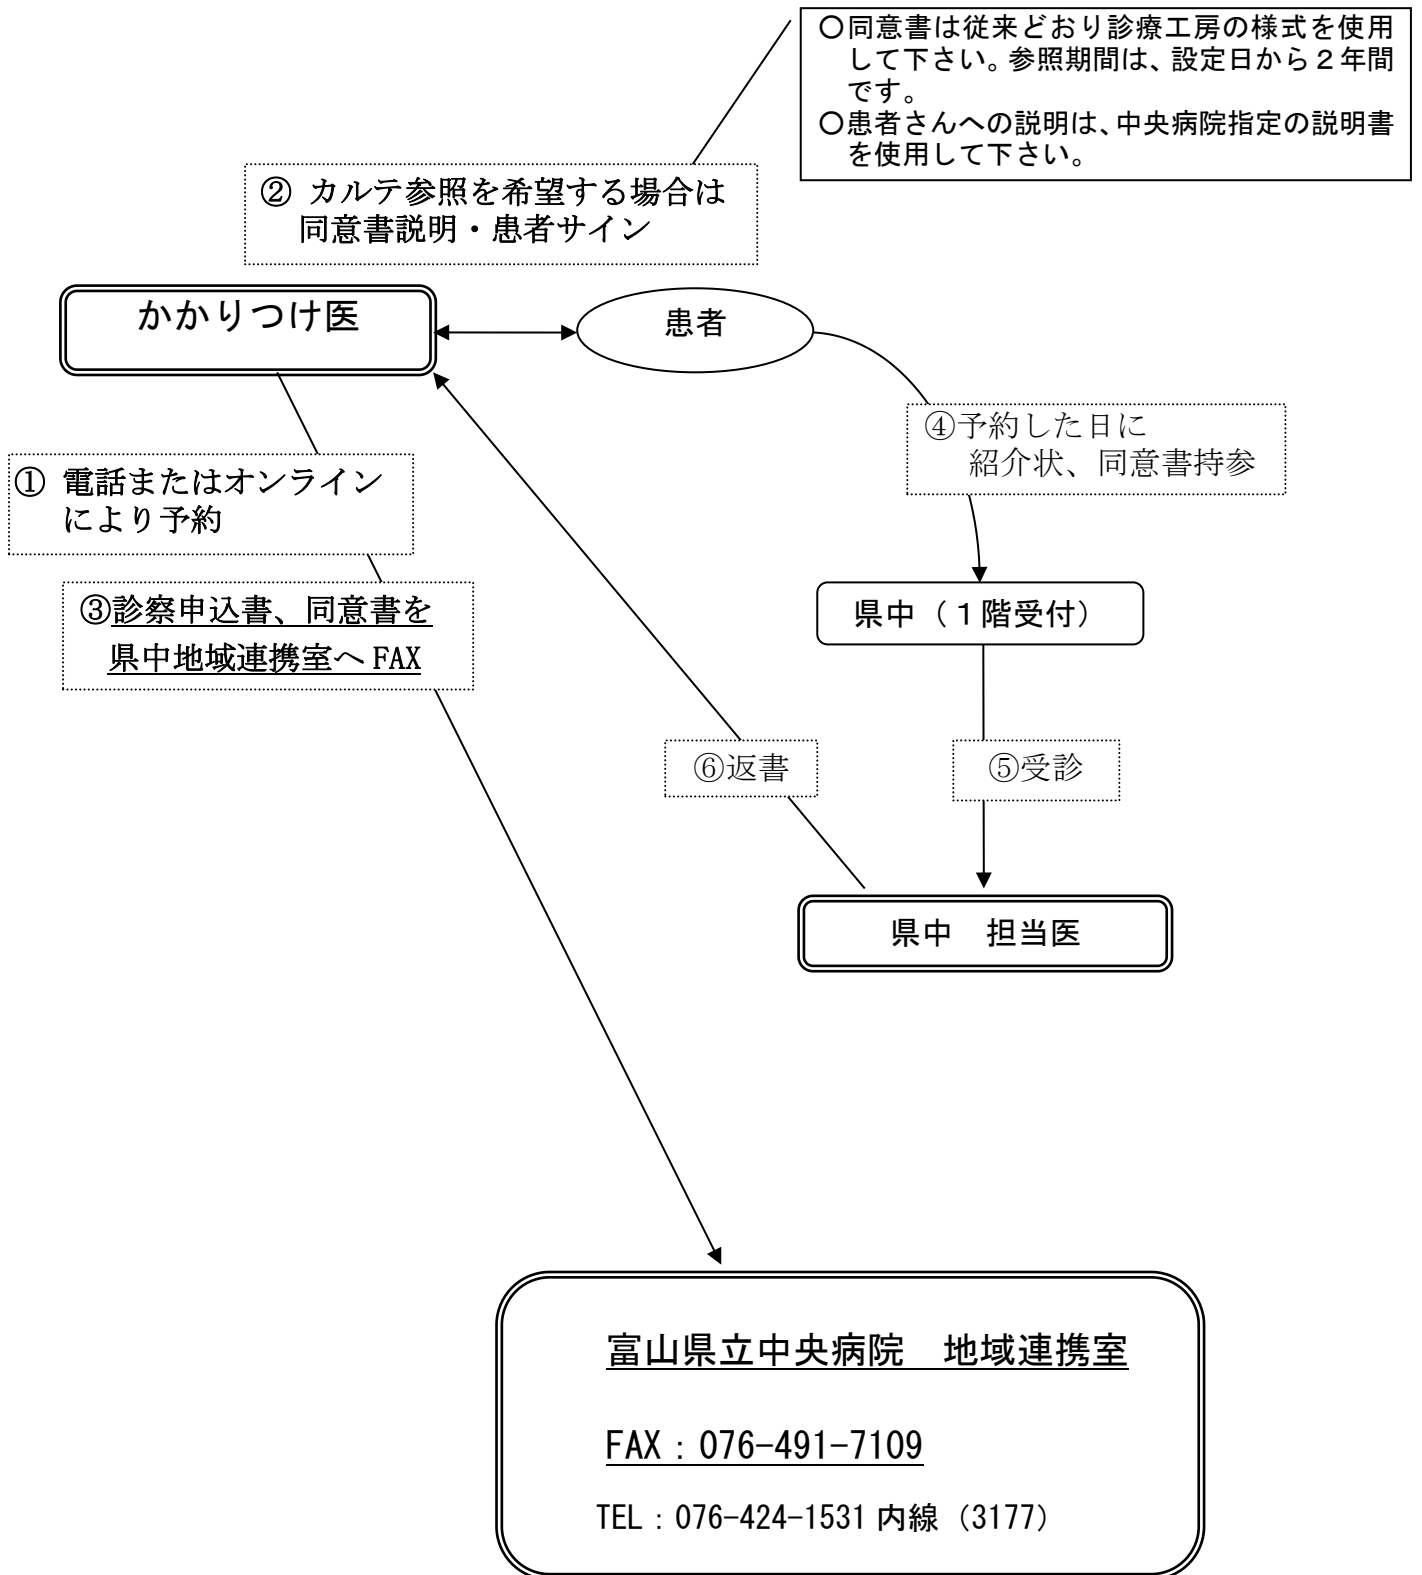 〇同意書は従来どおり診療工房の様式を使用
して下さい。参照期間は、設定日から２年間
です。
〇患者さんへの説明は、中央病院指定の説明書
を使用して下さい。
② カルテ参照を希望する場合は
同意書説明・患者サイン
かかりつけ医
患者
④予約した日に
紹介状、同意書持参
① 電話またはオンライン
により予約
③診察申込書、同意書を
県中地域連携室へ FAX
県中（１階受付）
⑥返書
⑤受診
県中　担当医
富山県立中央病院　地域連携室
FAX：076-491-7109
TEL：076-424-1531 内線（3177）